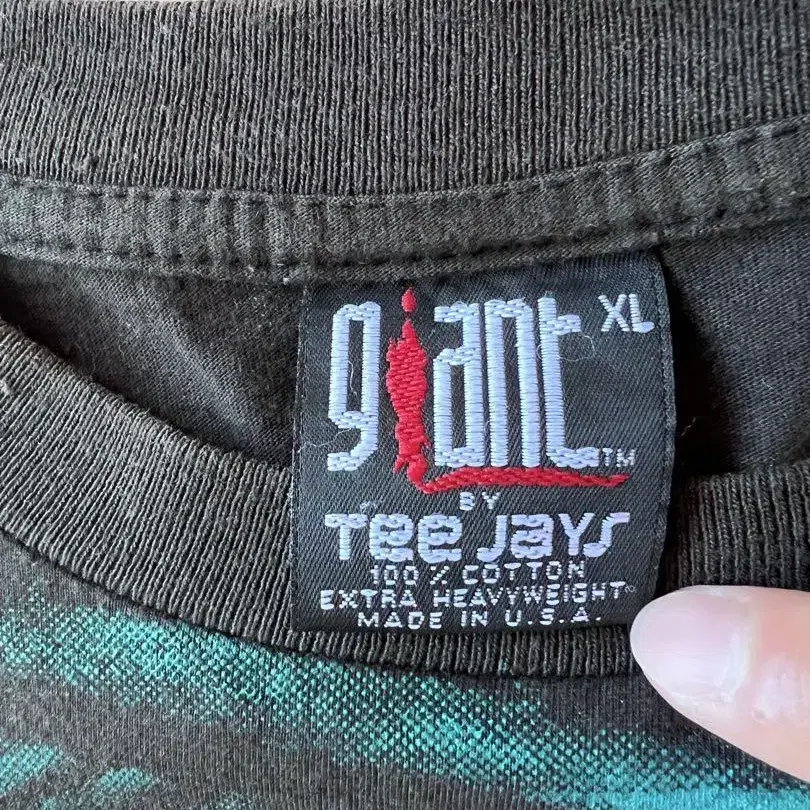 giant XL
TM
BY
Tee Jays
100% COTTON
EXTRA HEAVYWEIGHT
MADE IN U.S.A.